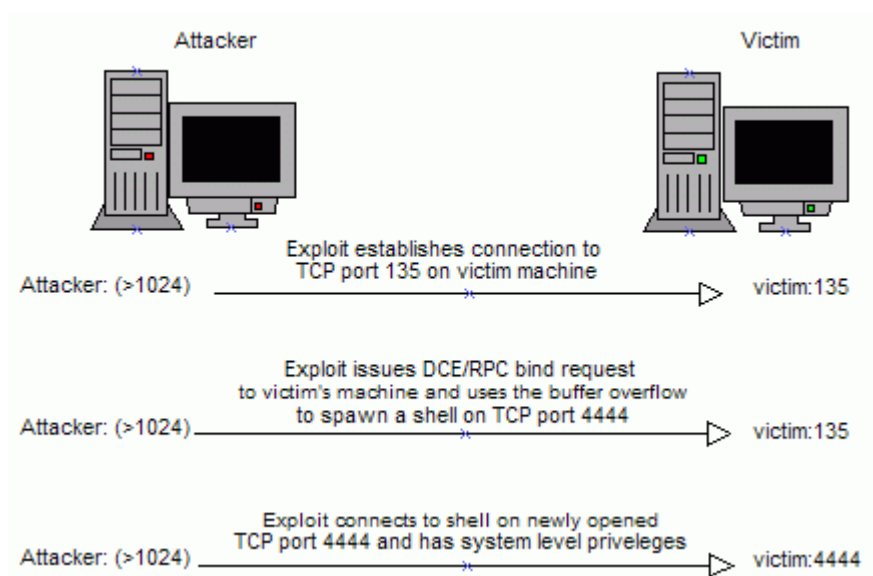 Attacker
Victim
Exploit establishes connection to
TCP port 135 on victim machine
Attacker: (>1024)
victim:135
Exploit issues DCE/RPC bind request
to victim's machine and uses the buffer overflow
to spawn a shell on TCP port 4444
Attacker: (>1024)
victim:135
Exploit connects to shell on newly opened
TCP port 4444 and has system level priveleges
Attacker: (>1024)
victim:4444